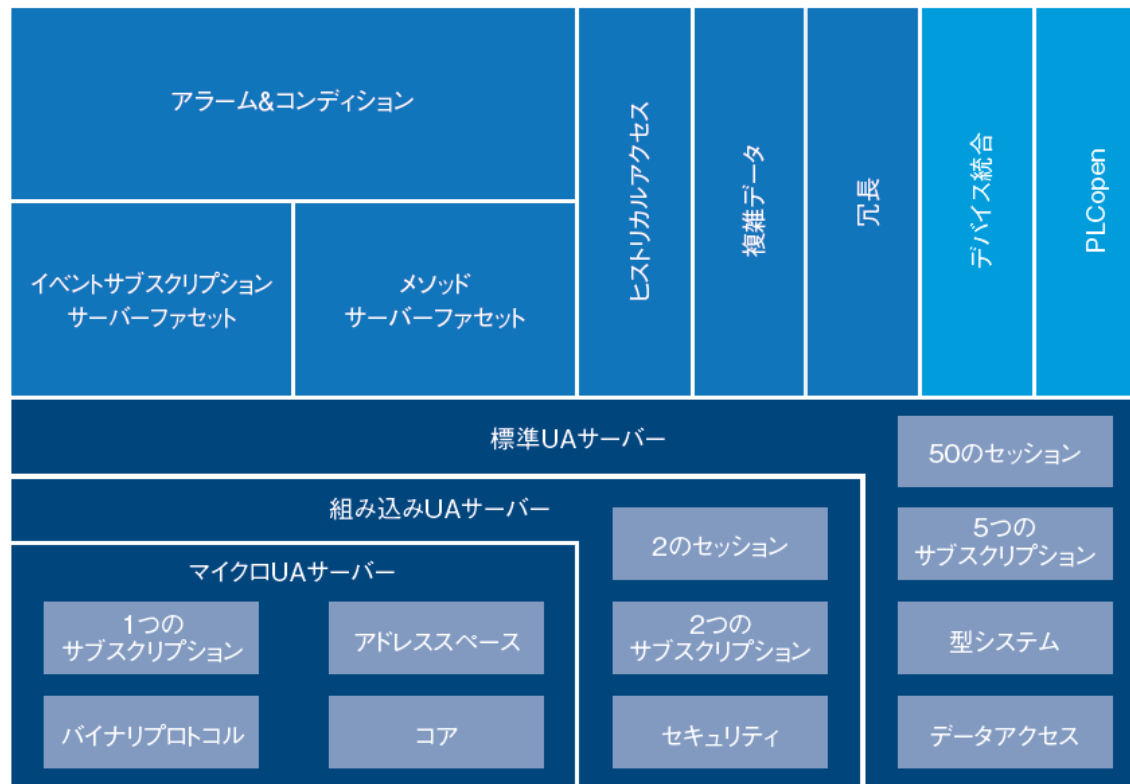 アラーム&コンディション
イベントサブスクリプション
サーバーファセット
メソッド
サーバーファセット
ヒストリカルアクセス
複雑データ
冗長
デバイス統合
PLCopen
標準UAサーバー
50のセッション
5つの
サブスクリプション
型システム
データアクセス
組み込みUAサーバー
2のセッション
2つの
サブスクリプション
セキュリティ
マイクロUAサーバー
1つの
サブスクリプション
アドレススペース
バイナリプロトコル
コア